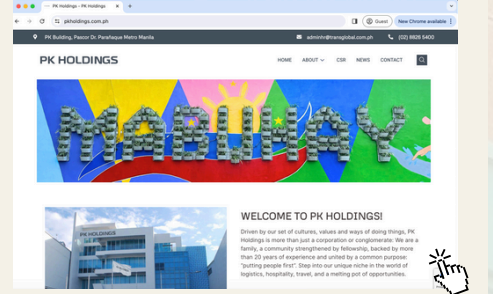 PK Holdings - PK Holdings
pkholdings.com.ph
Guest
New Chrome available
PK Building, Pascor Dr. Parañaque Metro Manila
adminhr@transglobal.com.ph
(02) 8826 5400
PK HOLDINGS
HOME ABOUT CSR NEWS CONTACT
MABUHAY
PK HOLDINGS
WELCOME TO PK HOLDINGS!
Driven by our set of cultures, values and ways of doing things, PK
Holdings is more than just a corporation or conglomerate: We are a
family, a community strengthened by fellowship, backed by more
than 20 years of experience and united by a common purpose:
"putting people first". Step into our unique niche in the world of
logistics, hospitality, travel, and a melting pot of opportunities.